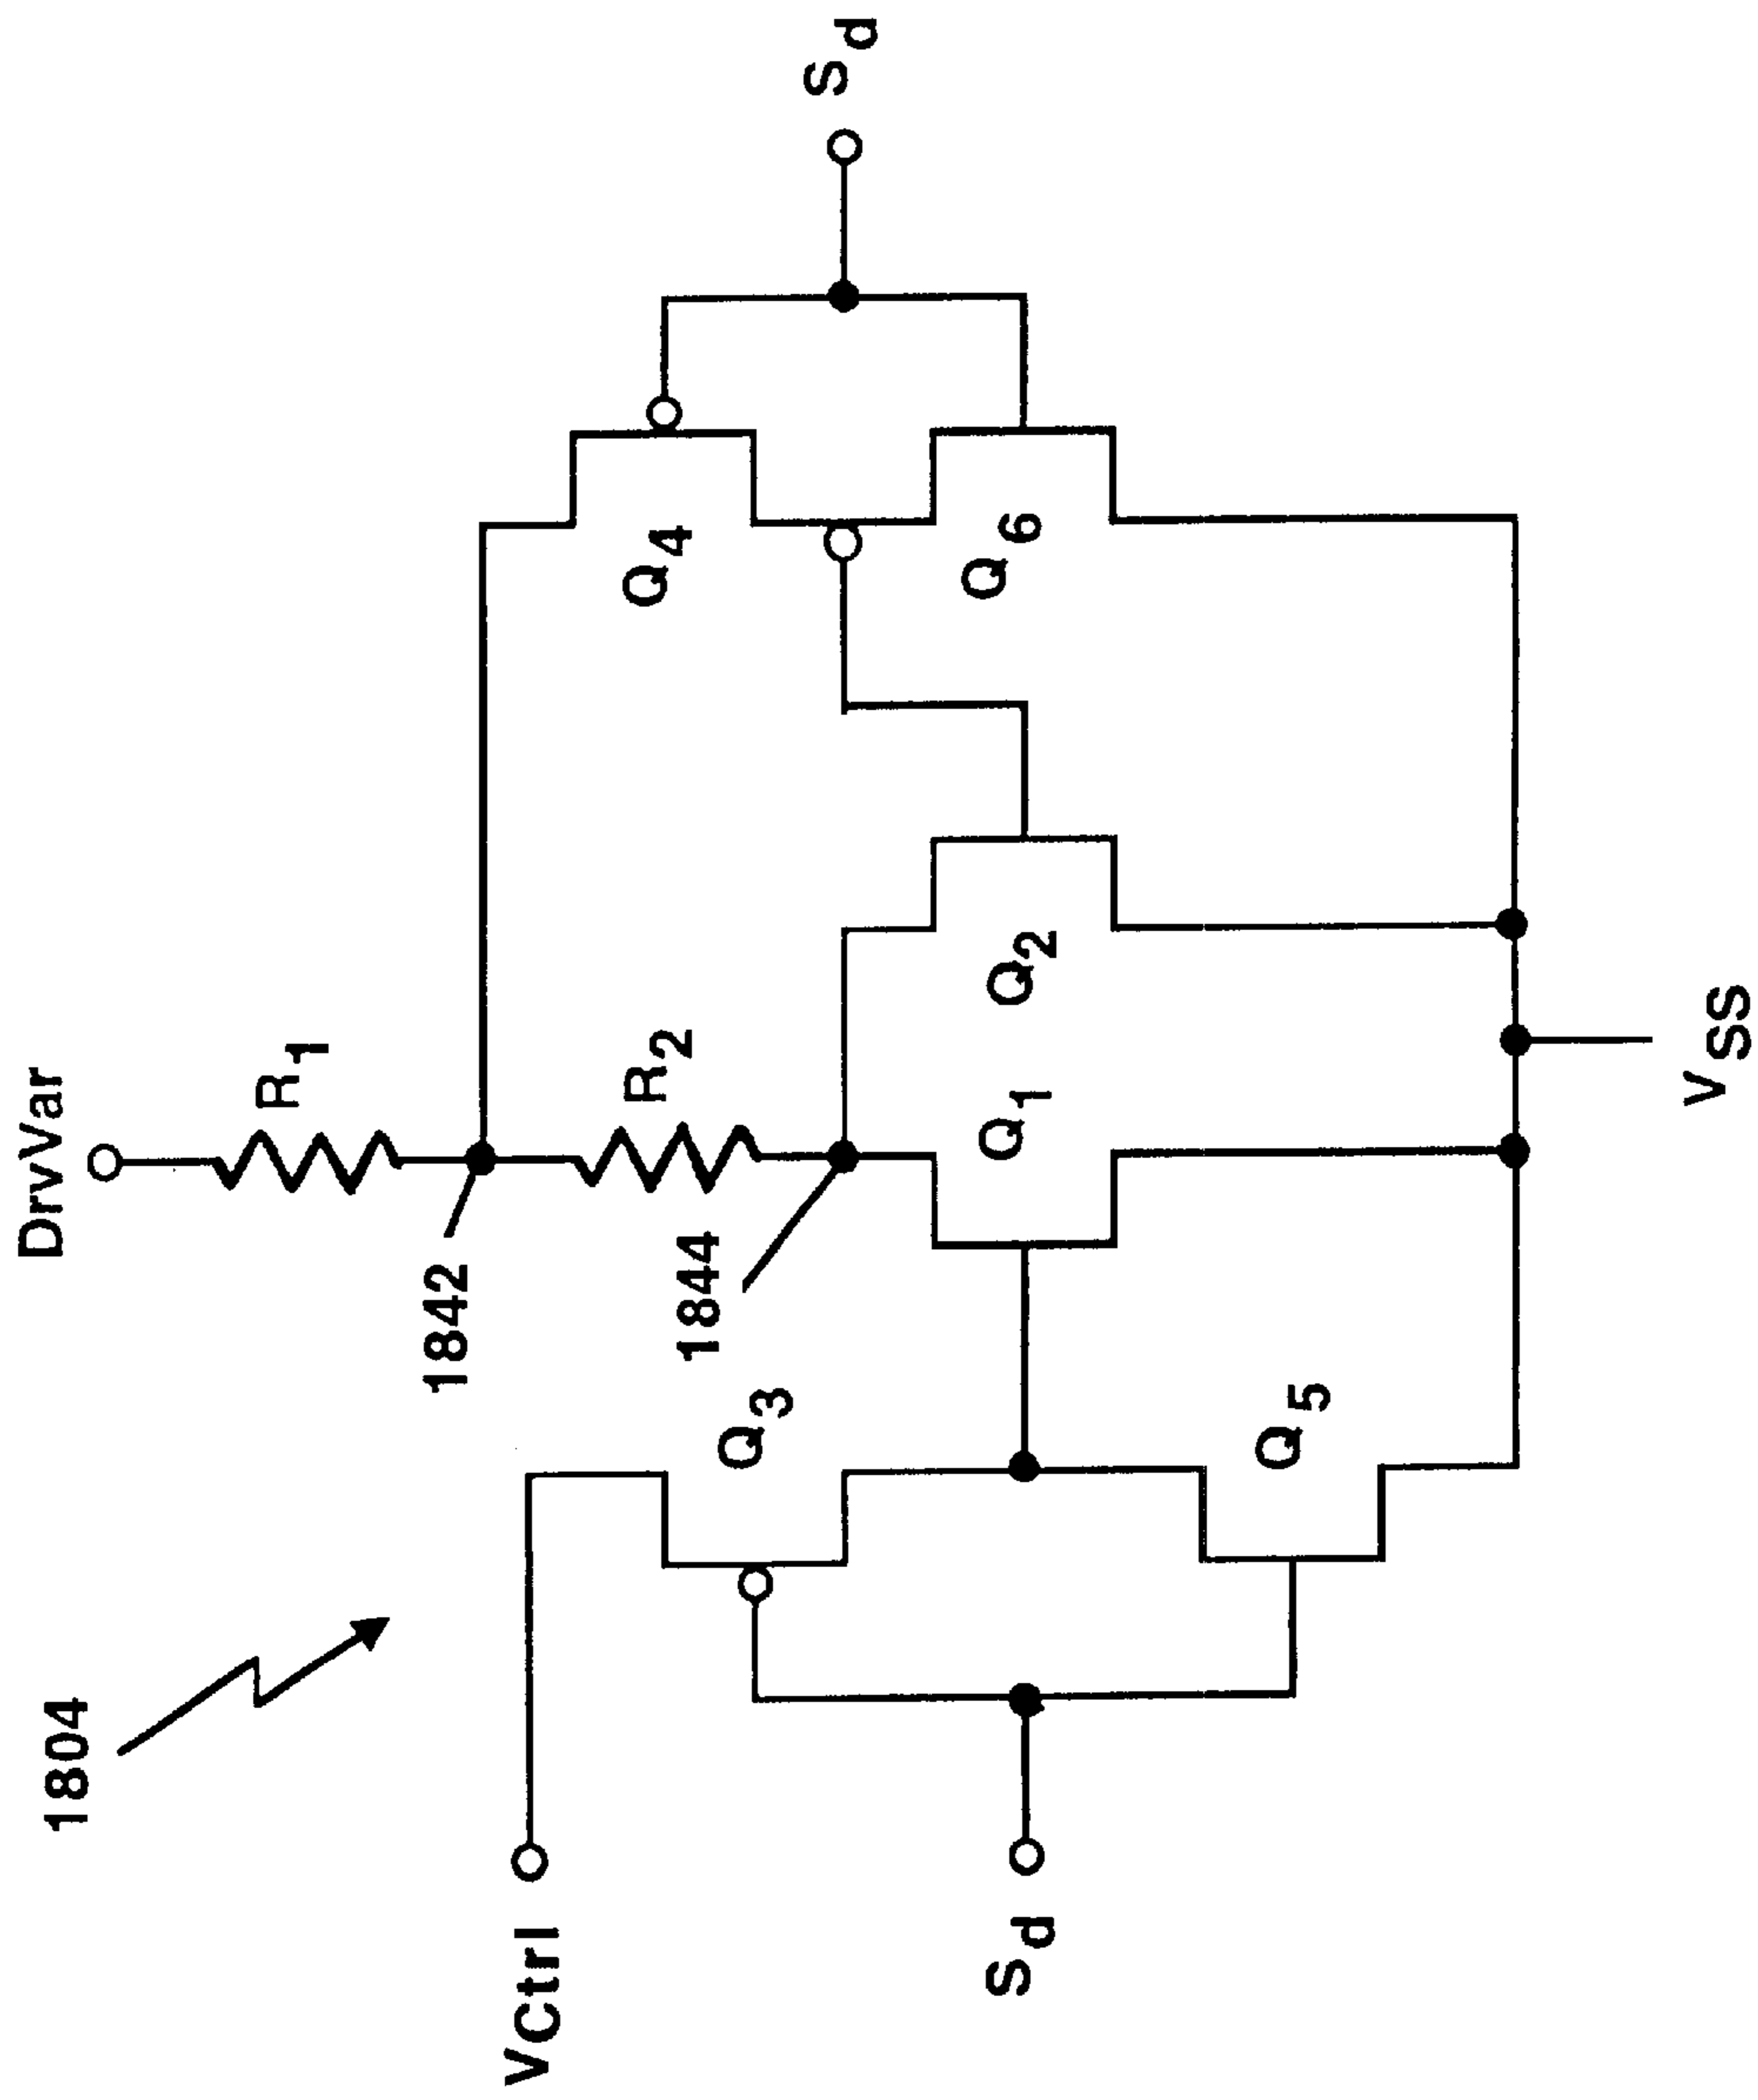 1804
DrvVar
R1
1842
R2
VCtrl
1844
Sd
Q3
Q4
Q1
Q2
Q6
Sd
Q5
VSS